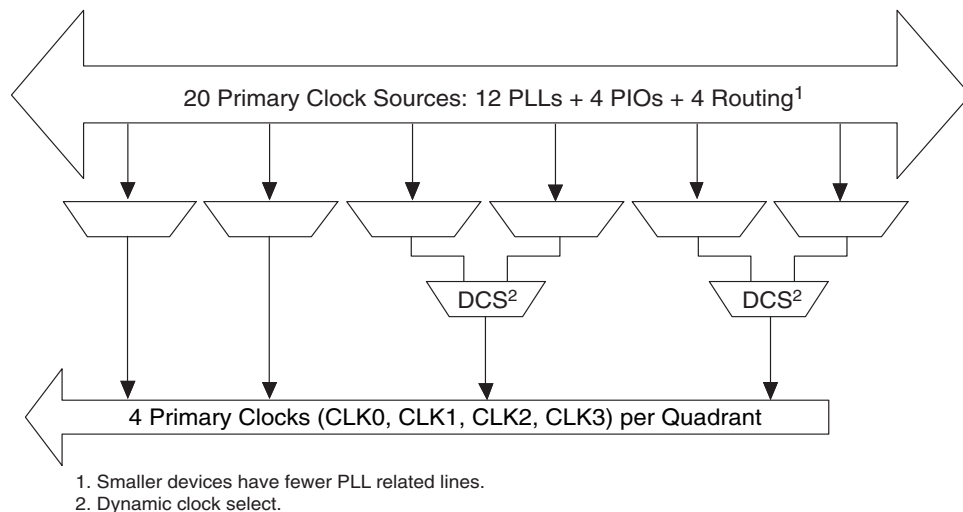 20 Primary Clock Sources: 12 PLLs + 4 PIOs + 4 Routing¹
DCS² DCS²
4 Primary Clocks (CLK0, CLK1, CLK2, CLK3) per Quadrant
1. Smaller devices have fewer PLL related lines.
2. Dynamic clock select.